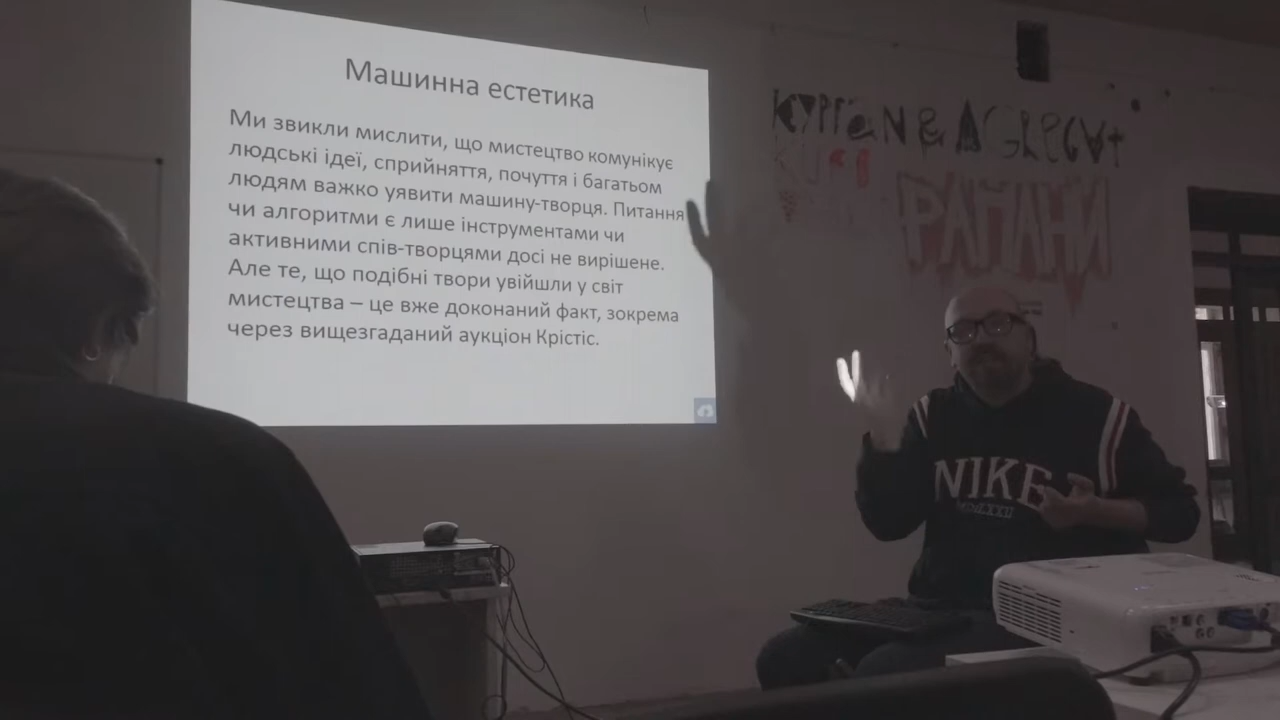 Машинна естетика
Ми звикли мислити, що мистецтво комунікує
людські ідеї, сприйняття, почуття і багатьом
людям важко уявити машину-творця. Питання
чи алгоритми є лише інструментами чи
активними спів-творцями досі не вирішене.
Але те, що подібні твори увійшли у світ
мистецтва – це вже доконаний факт, зокрема
через вищезгаданий аукціон Крістіс.
&
РАПАНИ
NIKE